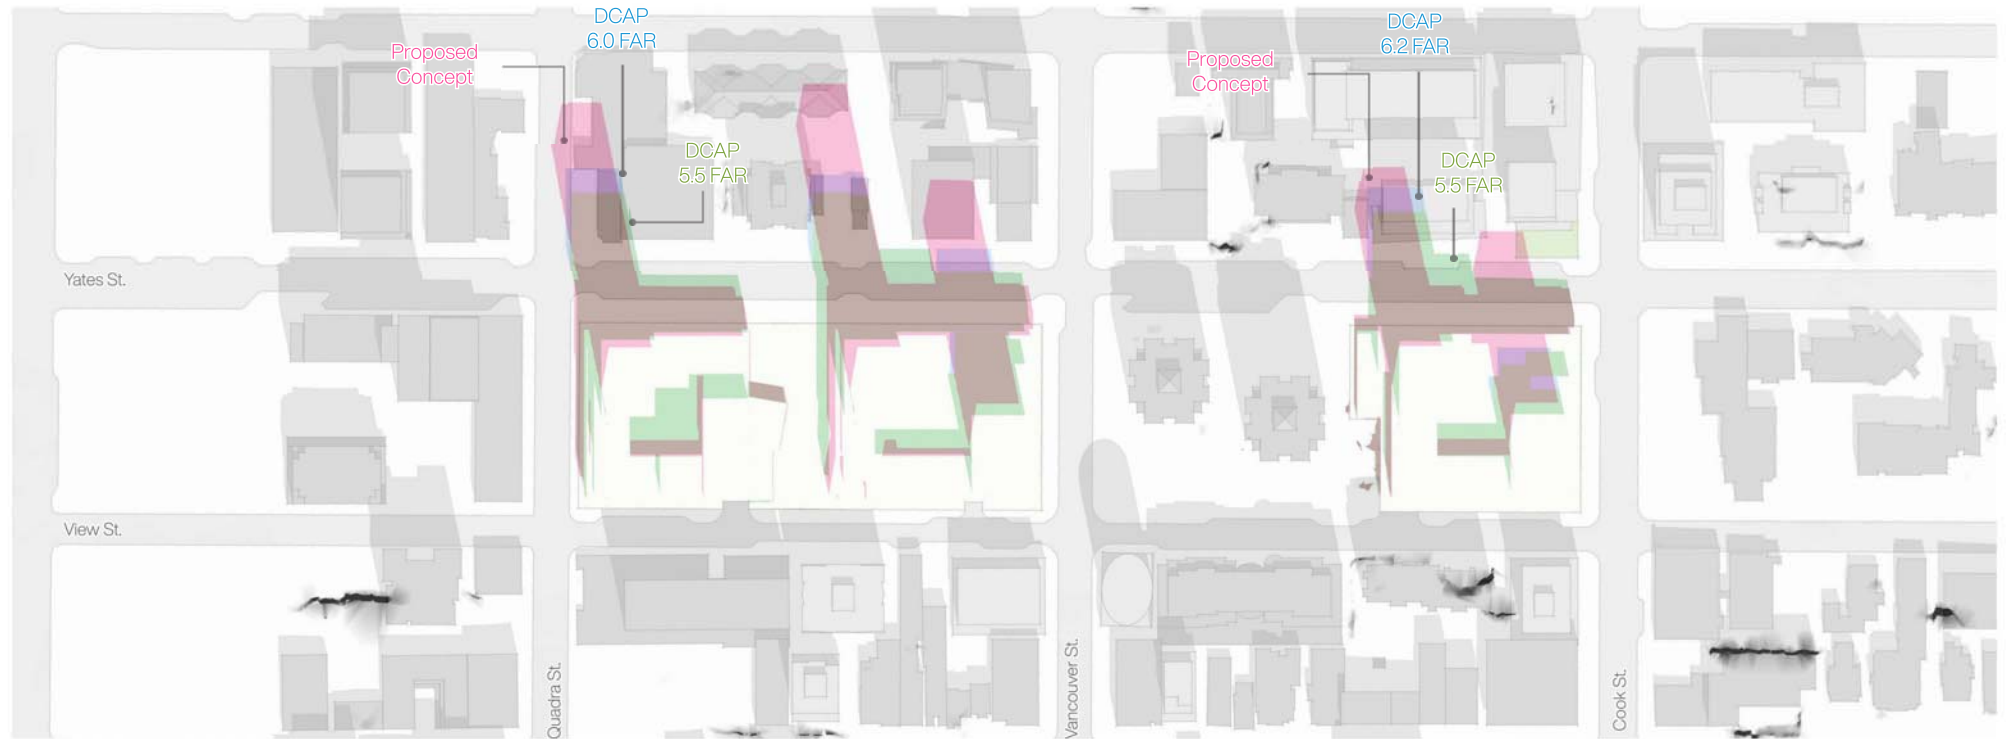 DCAP
6.0 FAR
Proposed
Concept
DCAP
5.5 FAR
DCAP
6.2 FAR
Proposed
Concept
DCAP
5.5 FAR
Yates St.
View St.
Quadra St.
Vancouver St.
Cook St.